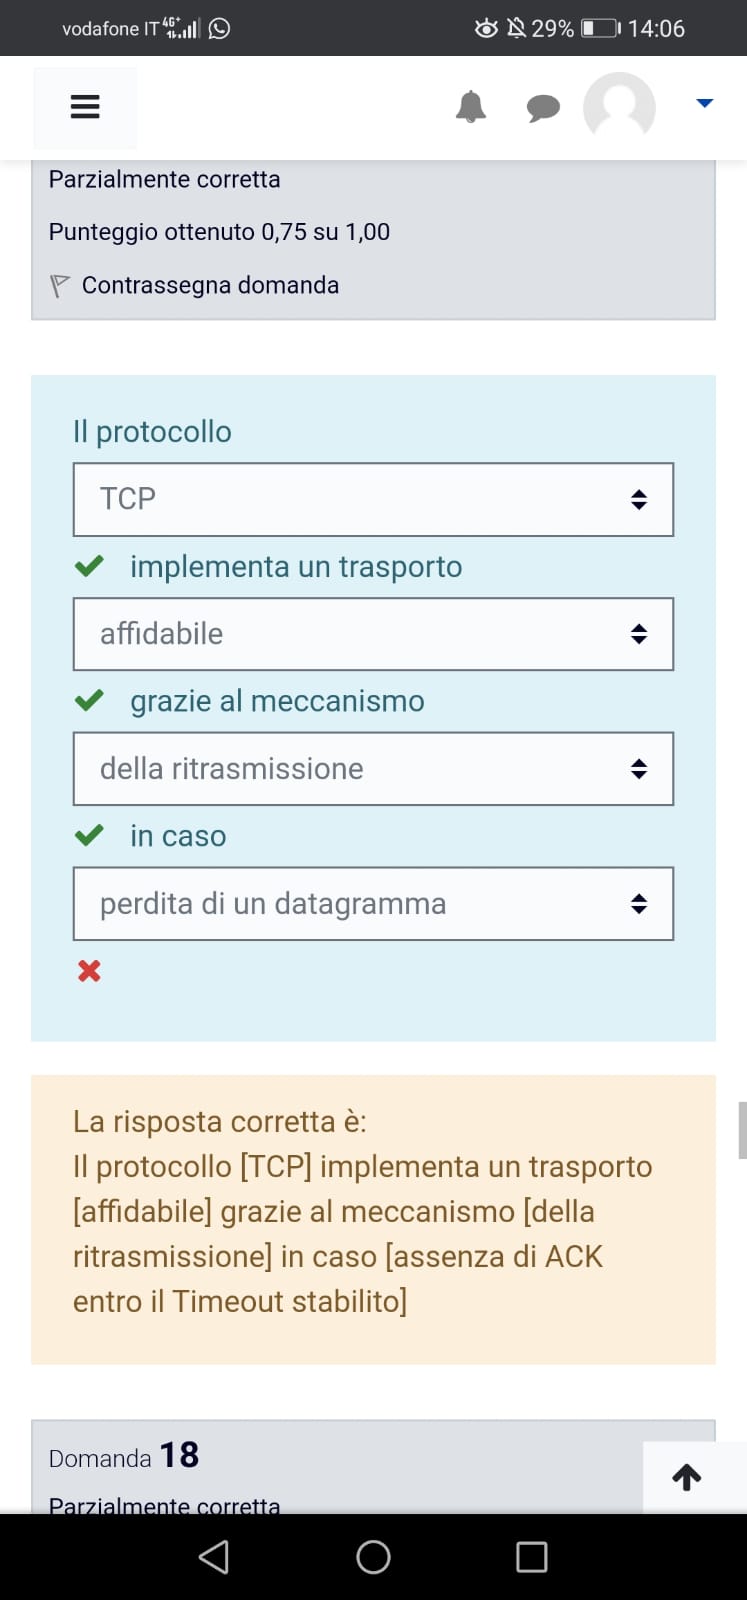 vodafone IT 4G+ 29% 14:06
Parzialmente corretta
Punteggio ottenuto 0,75 su 1,00
Contrassegna domanda
Il protocollo
TCP
implementa un trasporto
affidabile
grazie al meccanismo
della ritrasmissione
in caso
perdita di un datagramma
La risposta corretta è:
Il protocollo [TCP] implementa un trasporto
[affidabile] grazie al meccanismo [della
ritrasmissione] in caso [assenza di ACK
entro il Timeout stabilito]
Domanda 18
Parzialmente corretta